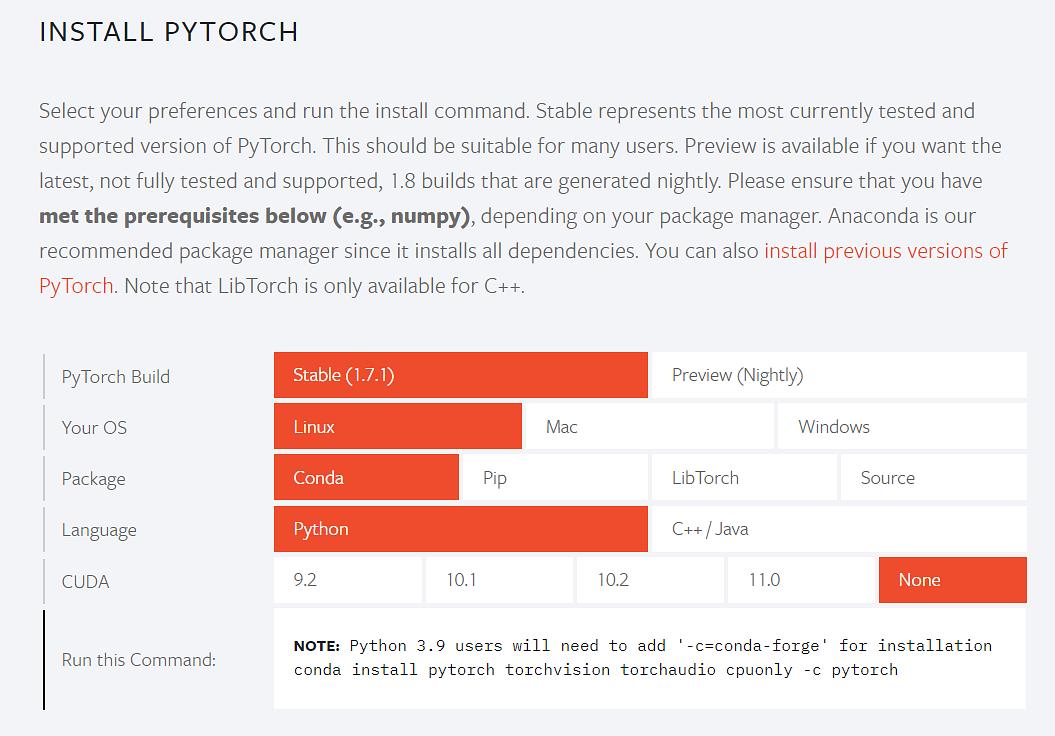 INSTALL PYTORCH
Select your preferences and run the install command. Stable represents the most currently tested and
supported version of PyTorch. This should be suitable for many users. Preview is available if you want the
latest, not fully tested and supported, 1.8 builds that are generated nightly. Please ensure that you have
met the prerequisites below (e.g., numpy), depending on your package manager. Anaconda is our
recommended package manager since it installs all dependencies. You can also install previous versions of
PyTorch. Note that LibTorch is only available for C++.
PyTorch Build Stable (1.7.1) Preview (Nightly)
Your OS Linux Mac Windows
Package Conda Pip LibTorch Source
Language Python C++ / Java
CUDA 9.2 10.1 10.2 11.0 None
Run this Command:
NOTE: Python 3.9 users will need to add '-c=conda-forge' for installation
conda install pytorch torchvision torchaudio cpuonly -c pytorch